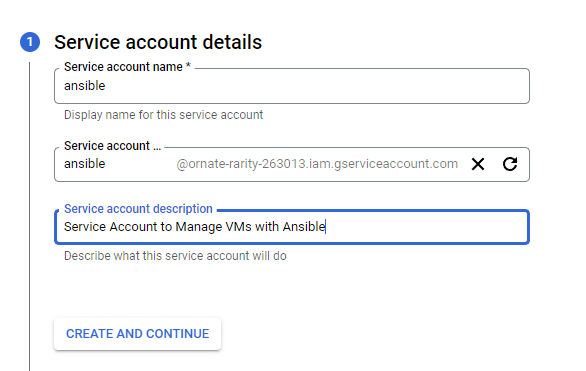 1 Service account details
Service account name *
ansible
Display name for this service account
Service account ...
ansible @ornate-rarity-263013.iam.gserviceaccount.com
Service account description
Service Account to Manage VMs with Ansible
Describe what this service account will do
CREATE AND CONTINUE